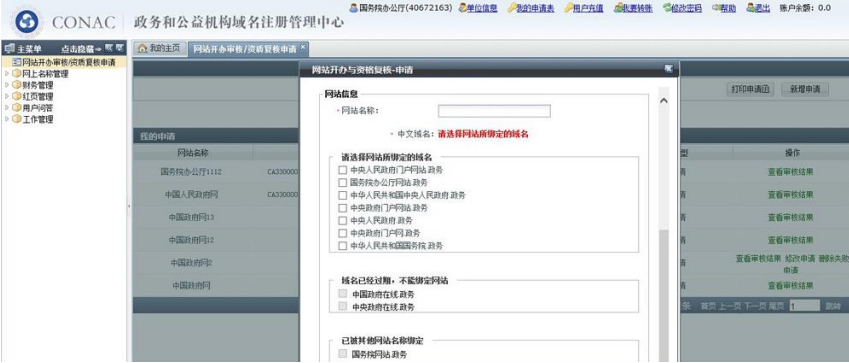 CONAC 政务和公益机构域名注册管理中心
国务院办公厅(40672163) 单位信息 我的申请表 用户充值 我要转账 修改密码 帮助 退出 账户余额: 0.0
主菜单 点击隐藏
我的主页 网站开办审核/资质复核申请
网站开办审核/资质复核申请
网上名称管理
财务管理
红页管理
用户问答
工作管理
网站开办与资格复核-申请
网站信息
网站名称:
中文域名: 请选择网站所绑定的域名
请选择网站所绑定的域名
中央人民政府门户网站.政务
国务院办公厅网站.政务
中华人民共和国中央人民政府.政务
中央政府门户网站.政务
中央人民政府.政务
中央政府门户网.政务
中华人民共和国国务院.政务
域名已经过期，不能绑定网站
中国政府在线.政务
中央政府在线.政务
已被其他网站名称绑定
国务院网站.政务
打印申请 新增申请
我的申请
网站名称 型 操作
国务院办公厅1112 CA330000 查看审核结果
中国人民政府网 CA330000 查看审核结果
中国政府网13 查看审核结果
中国政府网12 查看审核结果
中国政府网2 查看审核结果 修改申请 删除失败申请
中国政府网 查看审核结果
条 首页 上一页 下一页 尾页 1 跳转